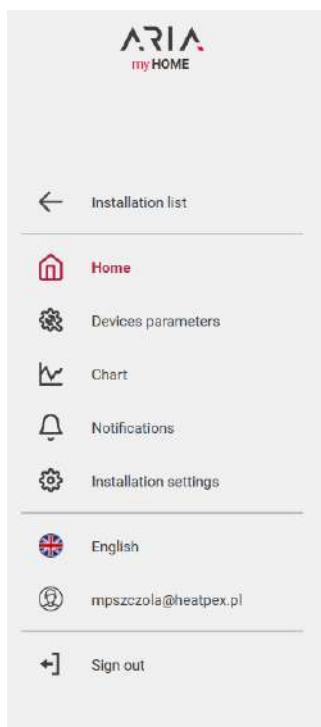 ARIA
my HOME
Installation list
Home
Devices parameters
Chart
Notifications
Installation settings
English
mpszczola@heatpex.pl
Sign out